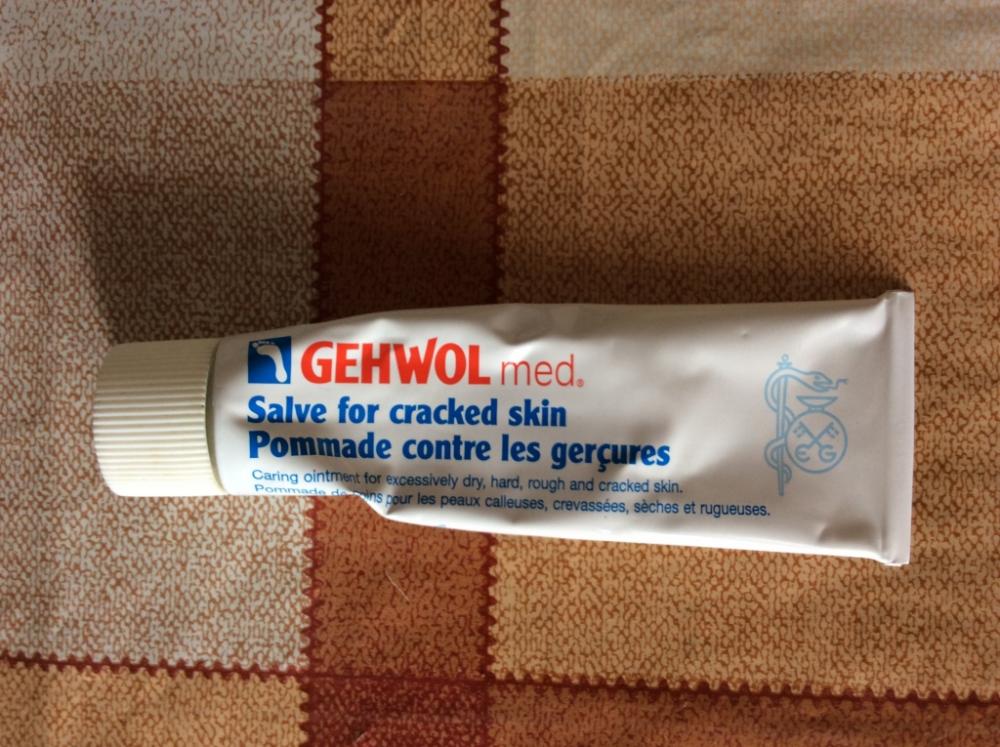 GEHWOL med®
Salve for cracked skin
Pommade contre les gerçures
Caring ointment for excessively dry, hard, rough and cracked skin.
Pommade de soins pour les peaux calleuses, crevassées, sèches et rugueuses.
EG